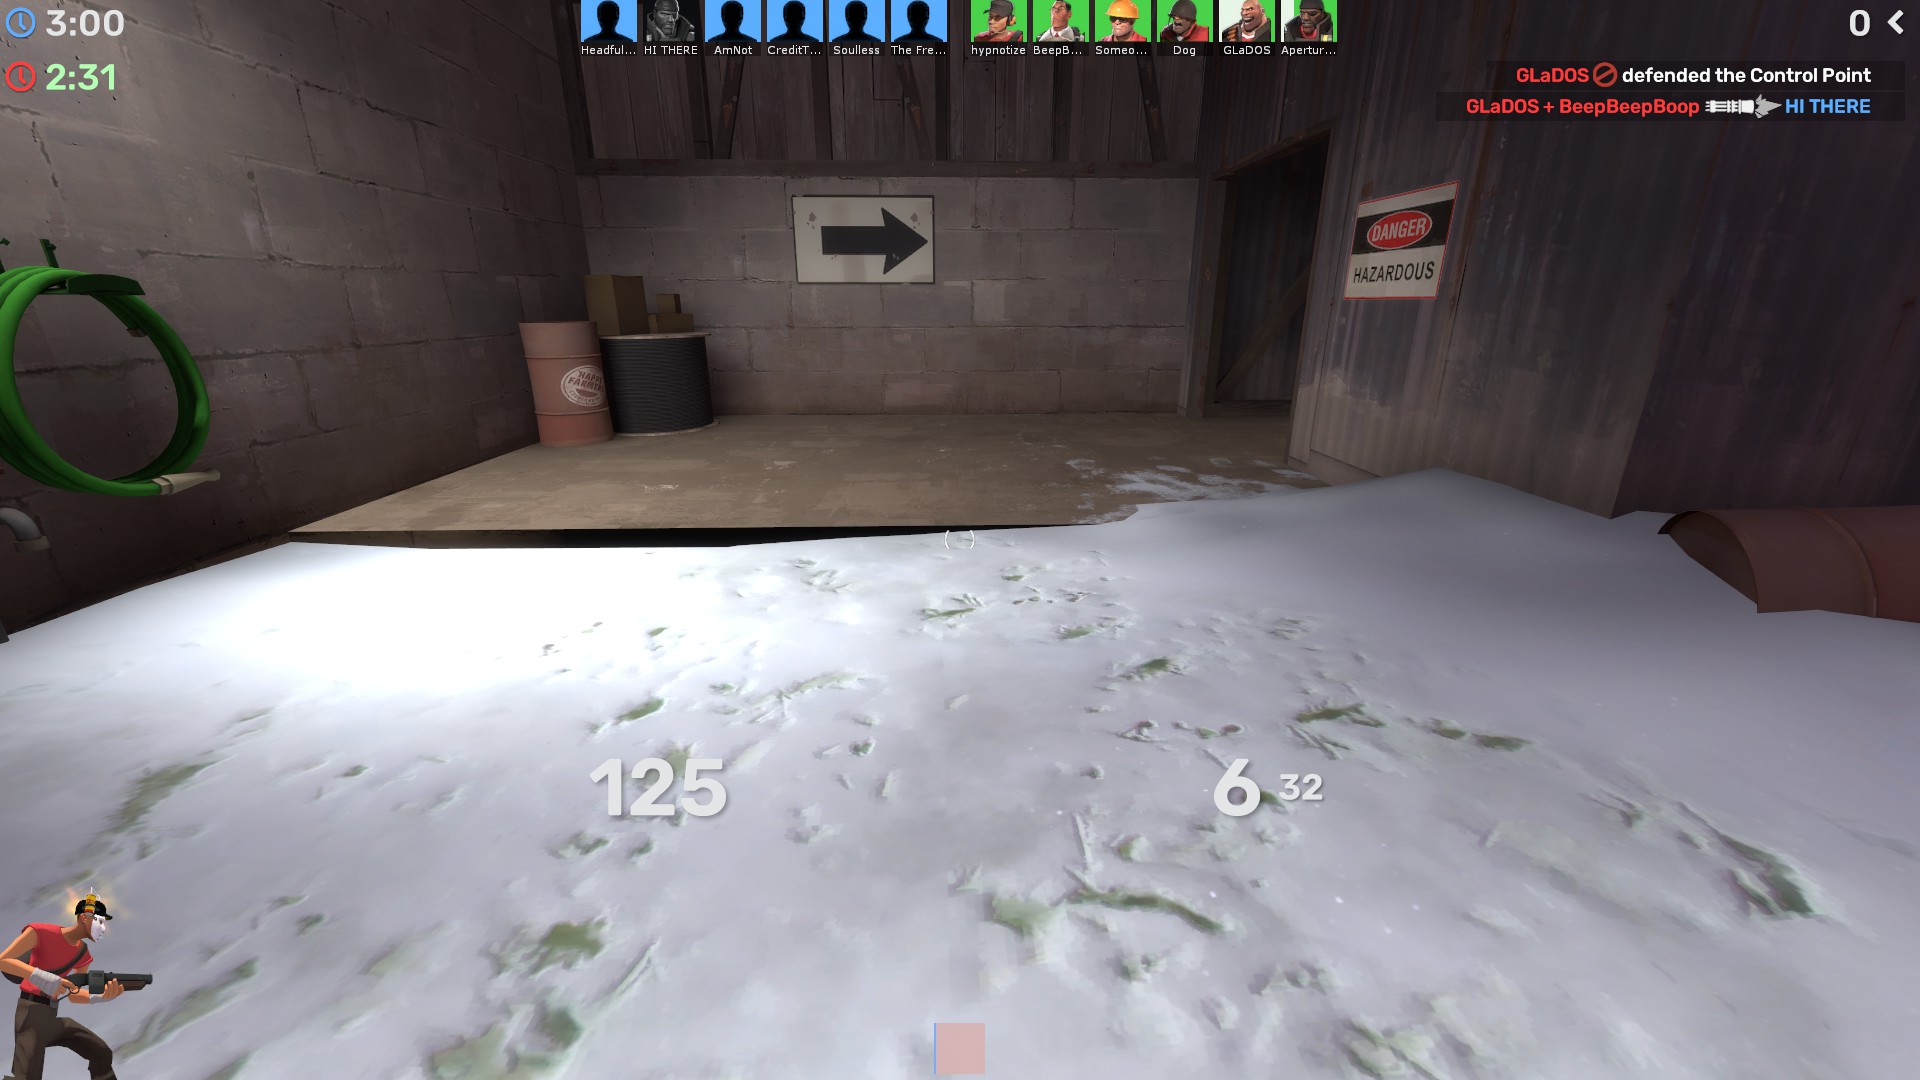 3:00
2:31
Headful... HI THERE AmNot CreditT... Soulless The Fre... hypnotize BeepB... Someo... Dog GLaDOS Apertur...
0 <
GLaDOS defended the Control Point
GLaDOS + BeepBeepBoop HI THERE
DANGER
HAZARDOUS
HAPPY
125
6 32